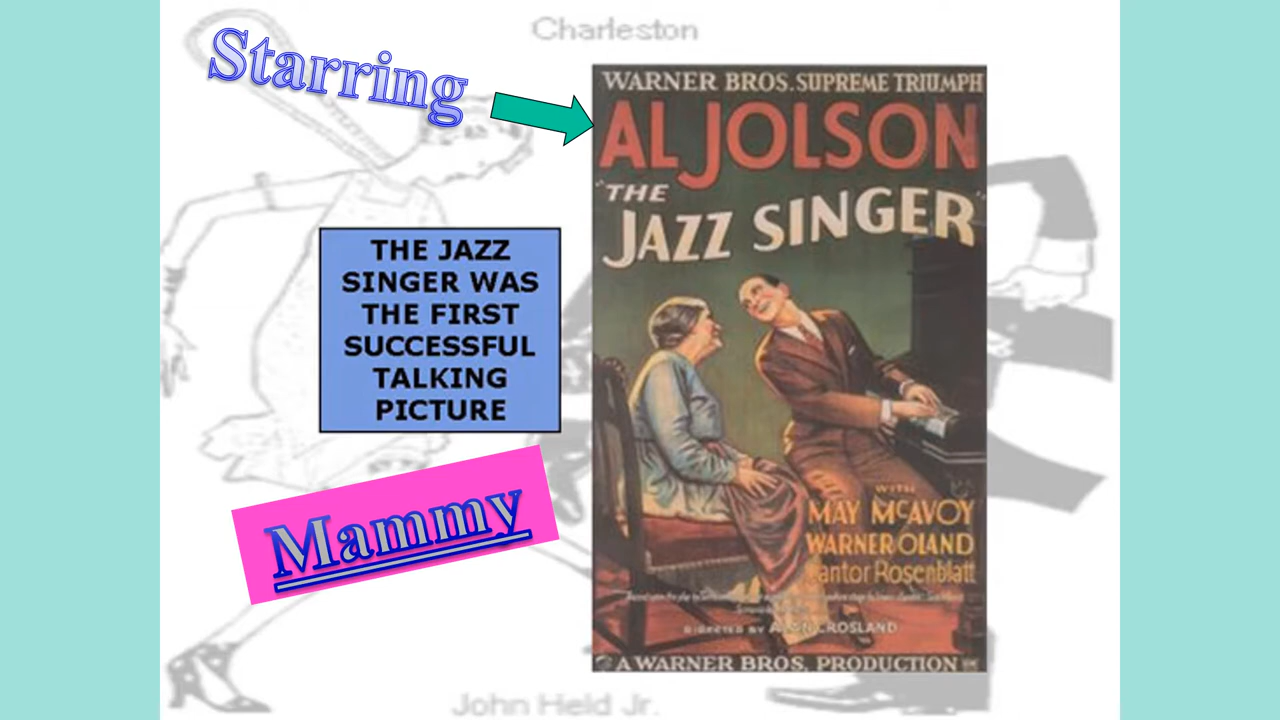 Charleston
Starring
WARNER BROS. SUPREME TRIUMPH
AL JOLSON
"THE
JAZZ SINGER"
THE JAZZ
SINGER WAS
THE FIRST
SUCCESSFUL
TALKING
PICTURE
Mammy
WITH
MAY McAVOY
WARNER OLAND
Cantor Rosenblatt
DIRECTED BY ALAN CROSLAND
A WARNER BROS. PRODUCTION
John Held Jr.